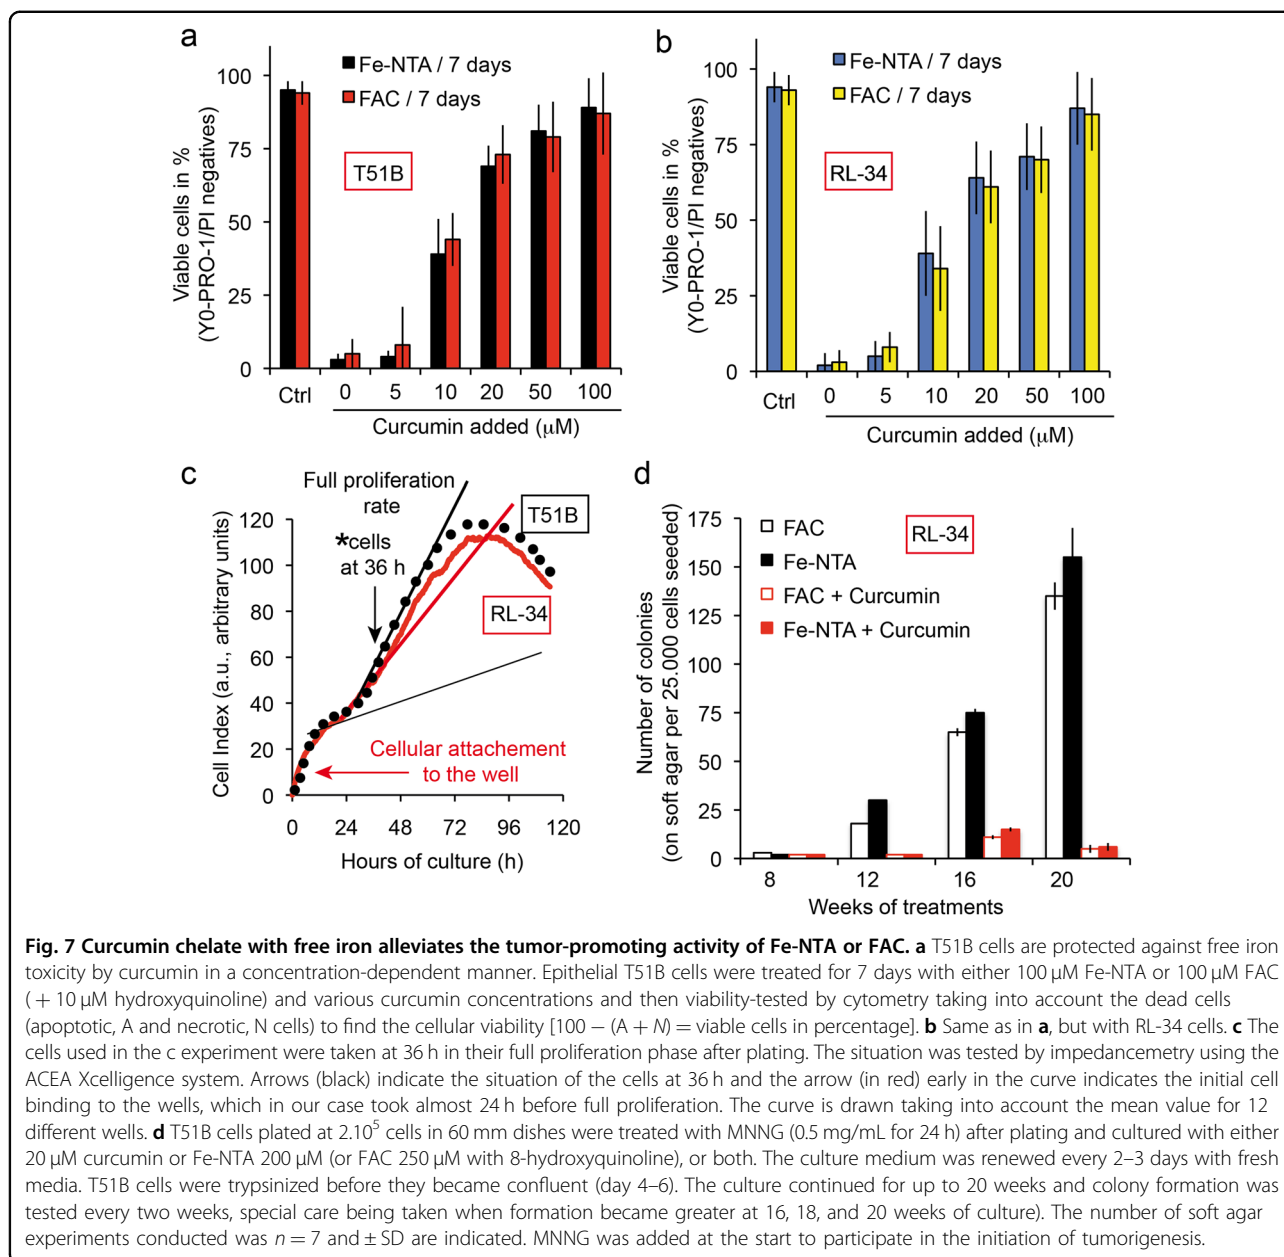 a
Fe-NTA / 7 days
FAC / 7 days
T51B
Viable cells in %
(Y0-PRO-1/PI negatives)
100
75
50
25
0
Ctrl
0 5 10 20 50 100
Curcumin added (µM)
b
Fe-NTA / 7 days
FAC / 7 days
RL-34
Viable cells in %
(Y0-PRO-1/PI negatives)
100
75
50
25
0
Ctrl
0 5 10 20 50 100
Curcumin added (µM)
c
Full proliferation
rate
*cells
at 36 h
T51B
RL-34
Cellular attachement
to the well
Cell Index (a.u., arbitrary units)
120
100
80
60
40
20
0
0 24 48 72 96 120
Hours of culture (h)
d
FAC
Fe-NTA
FAC + Curcumin
Fe-NTA + Curcumin
RL-34
Number of colonies
(on soft agar per 25.000 cells seeded)
175
150
125
100
75
50
25
0
8 12 16 20
Weeks of treatments
Fig. 7 Curcumin chelate with free iron alleviates the tumor-promoting activity of Fe-NTA or FAC. a T51B cells are protected against free iron
toxicity by curcumin in a concentration-dependent manner. Epithelial T51B cells were treated for 7 days with either 100 µM Fe-NTA or 100 µM FAC
( + 10 µM hydroxyquinoline) and various curcumin concentrations and then viability-tested by cytometry taking into account the dead cells
(apoptotic, A and necrotic, N cells) to find the cellular viability [100 − (A + N) = viable cells in percentage]. b Same as in a, but with RL-34 cells. c The
cells used in the c experiment were taken at 36 h in their full proliferation phase after plating. The situation was tested by impedancemetry using the
ACEA Xcelligence system. Arrows (black) indicate the situation of the cells at 36 h and the arrow (in red) early in the curve indicates the initial cell
binding to the wells, which in our case took almost 24 h before full proliferation. The curve is drawn taking into account the mean value for 12
different wells. d T51B cells plated at 2.10⁵ cells in 60 mm dishes were treated with MNNG (0.5 mg/mL for 24 h) after plating and cultured with either
20 µM curcumin or Fe-NTA 200 µM (or FAC 250 µM with 8-hydroxyquinoline), or both. The culture medium was renewed every 2–3 days with fresh
media. T51B cells were trypsinized before they became confluent (day 4–6). The culture continued for up to 20 weeks and colony formation was
tested every two weeks, special care being taken when formation became greater at 16, 18, and 20 weeks of culture). The number of soft agar
experiments conducted was n = 7 and ± SD are indicated. MNNG was added at the start to participate in the initiation of tumorigenesis.